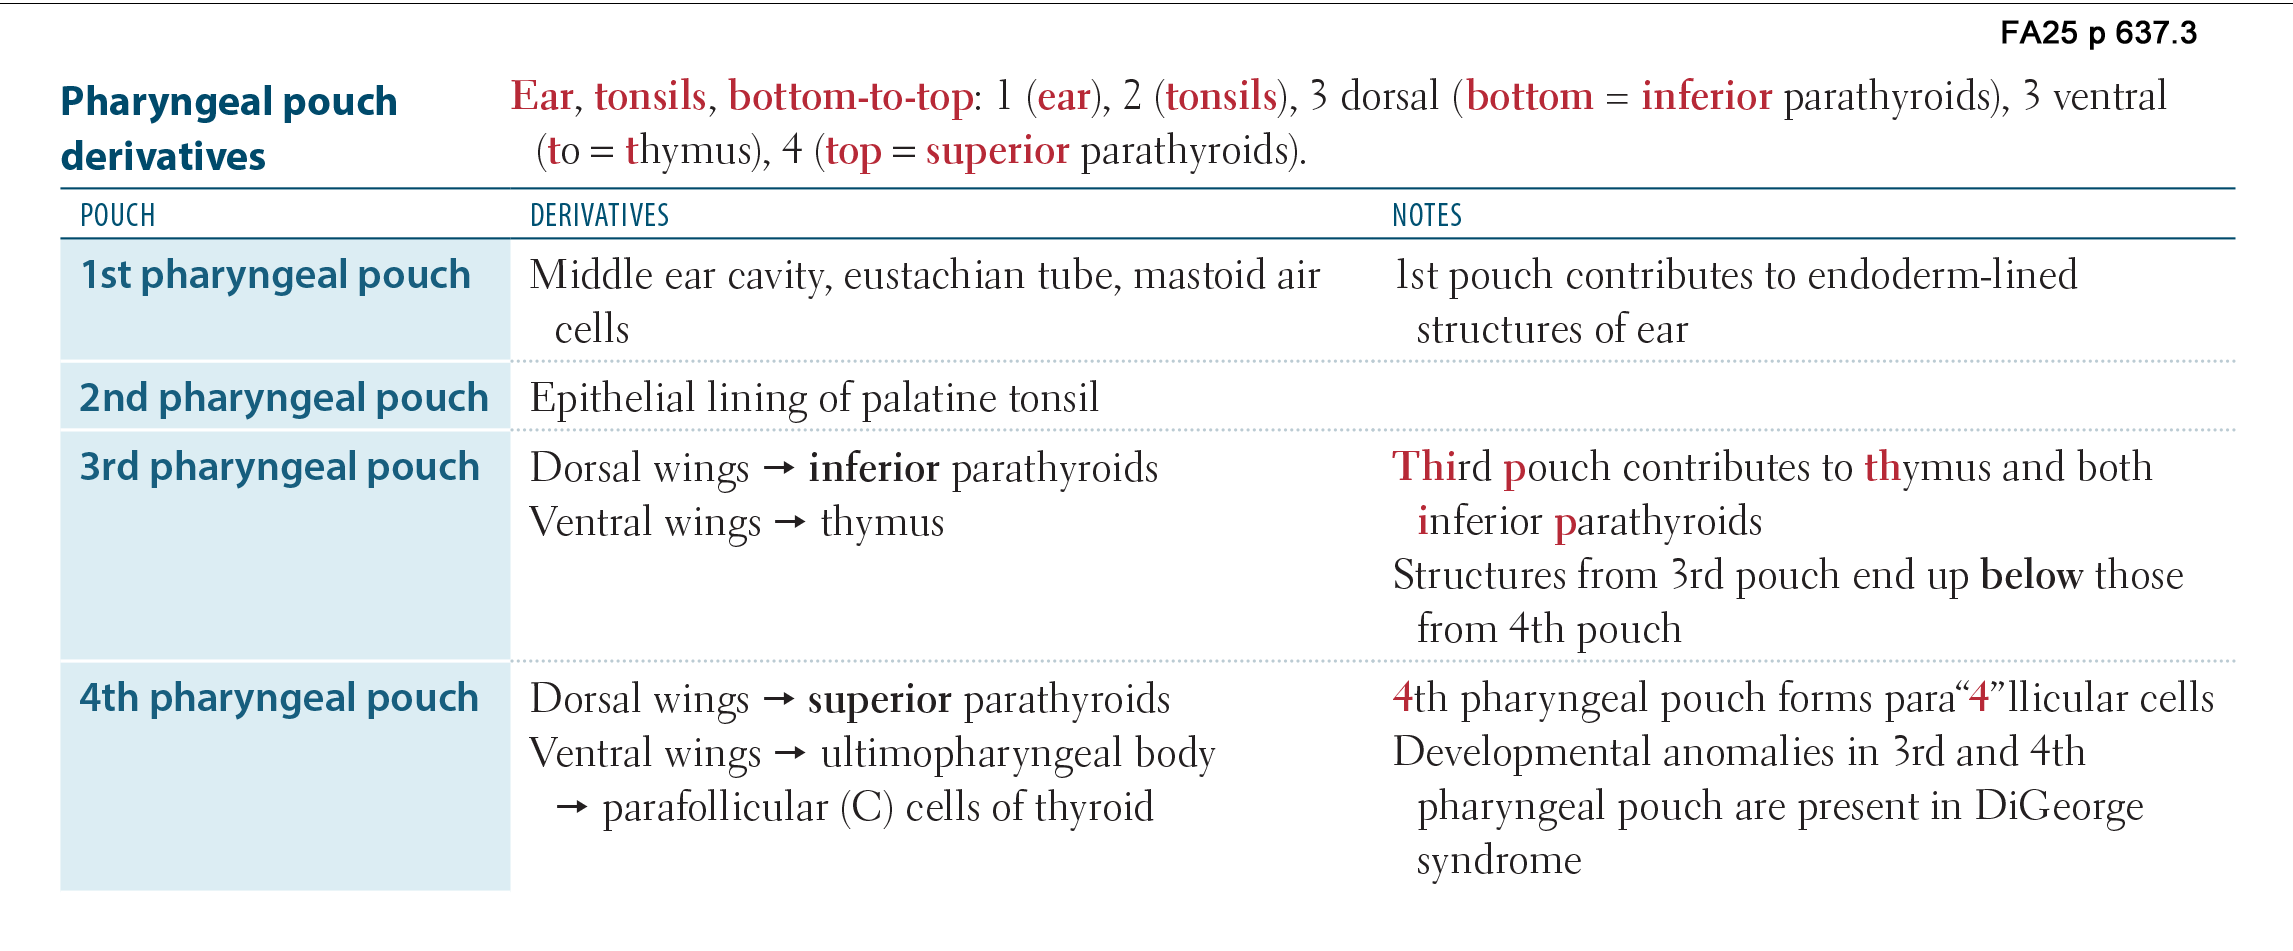 FA25 p 637.3
Pharyngeal pouch
derivatives
Ear, tonsils, bottom-to-top: 1 (ear), 2 (tonsils), 3 dorsal (bottom = inferior parathyroids), 3 ventral
(to = thymus), 4 (top = superior parathyroids).
POUCH DERIVATIVES NOTES
1st pharyngeal pouch
Middle ear cavity, eustachian tube, mastoid air
cells
1st pouch contributes to endoderm-lined
structures of ear
2nd pharyngeal pouch
Epithelial lining of palatine tonsil
3rd pharyngeal pouch
Dorsal wings → inferior parathyroids
Ventral wings → thymus
Third pouch contributes to thymus and both
inferior parathyroids
Structures from 3rd pouch end up below those
from 4th pouch
4th pharyngeal pouch
Dorsal wings → superior parathyroids
Ventral wings → ultimopharyngeal body
→ parafollicular (C) cells of thyroid
4th pharyngeal pouch forms para“4”llicular cells
Developmental anomalies in 3rd and 4th
pharyngeal pouch are present in DiGeorge
syndrome